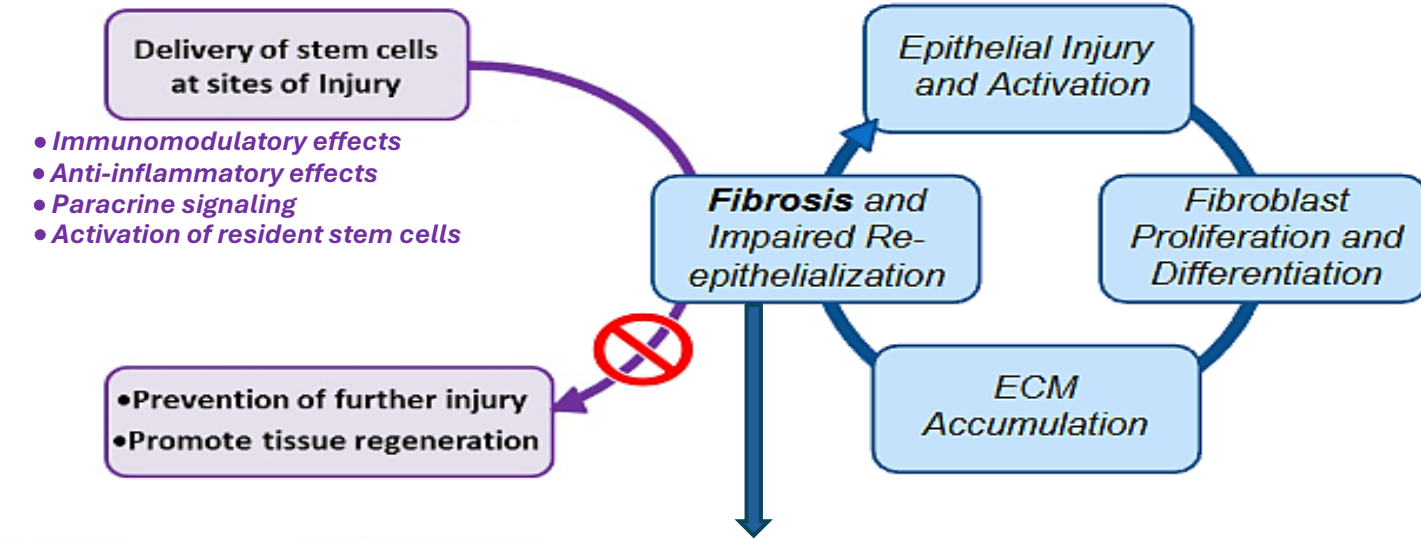 Delivery of stem cells
at sites of Injury
• Immunomodulatory effects
• Anti-inflammatory effects
• Paracrine signaling
• Activation of resident stem cells
•Prevention of further injury
•Promote tissue regeneration
Epithelial Injury
and Activation
Fibrosis and
Impaired Re-
epithelialization
Fibroblast
Proliferation and
Differentiation
ECM
Accumulation